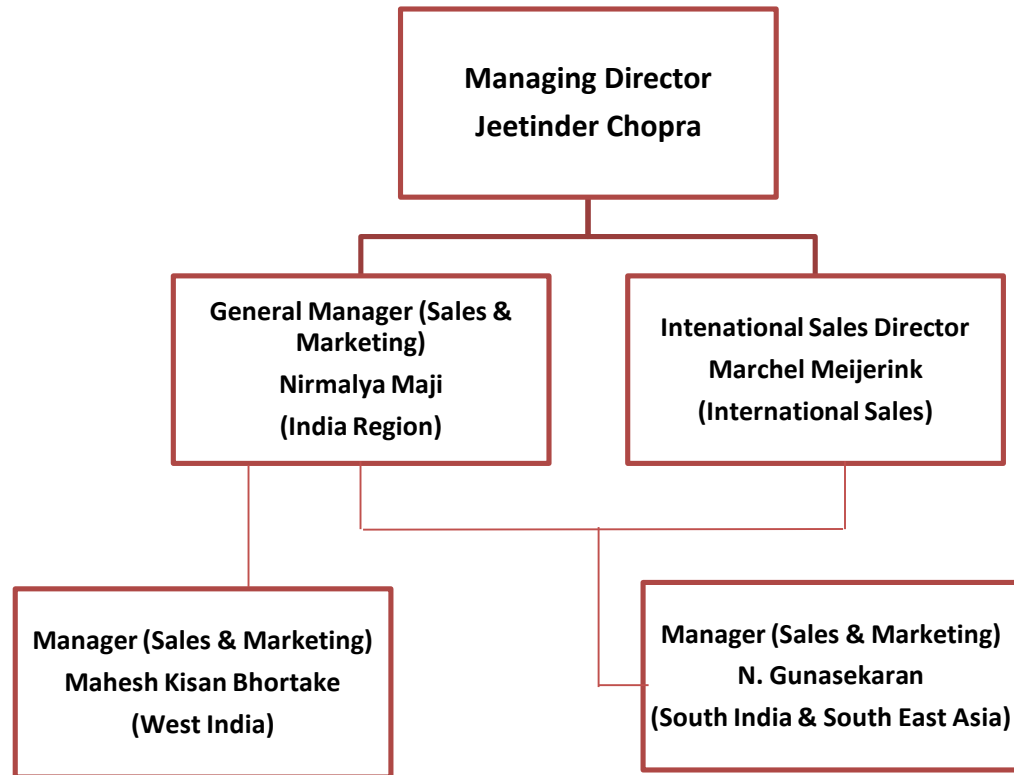 Managing Director
Jeetinder Chopra
General Manager (Sales &
Marketing)
Nirmalya Maji
(India Region)
Intenational Sales Director
Marchel Meijerink
(International Sales)
Manager (Sales & Marketing)
Mahesh Kisan Bhortake
(West India)
Manager (Sales & Marketing)
N. Gunasekaran
(South India & South East Asia)